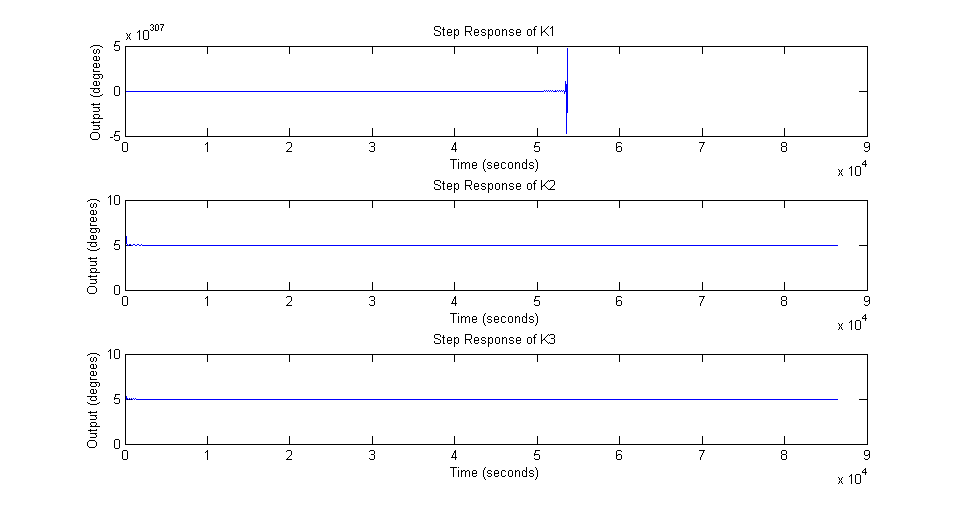 Step Response of K1
x 10^307
Output (degrees)
5
0
-5
0 1 2 3 4 5 6 7 8 9
Time (seconds)
x 10^4
Step Response of K2
Output (degrees)
10
5
0
0 1 2 3 4 5 6 7 8 9
Time (seconds)
x 10^4
Step Response of K3
Output (degrees)
10
5
0
0 1 2 3 4 5 6 7 8 9
Time (seconds)
x 10^4